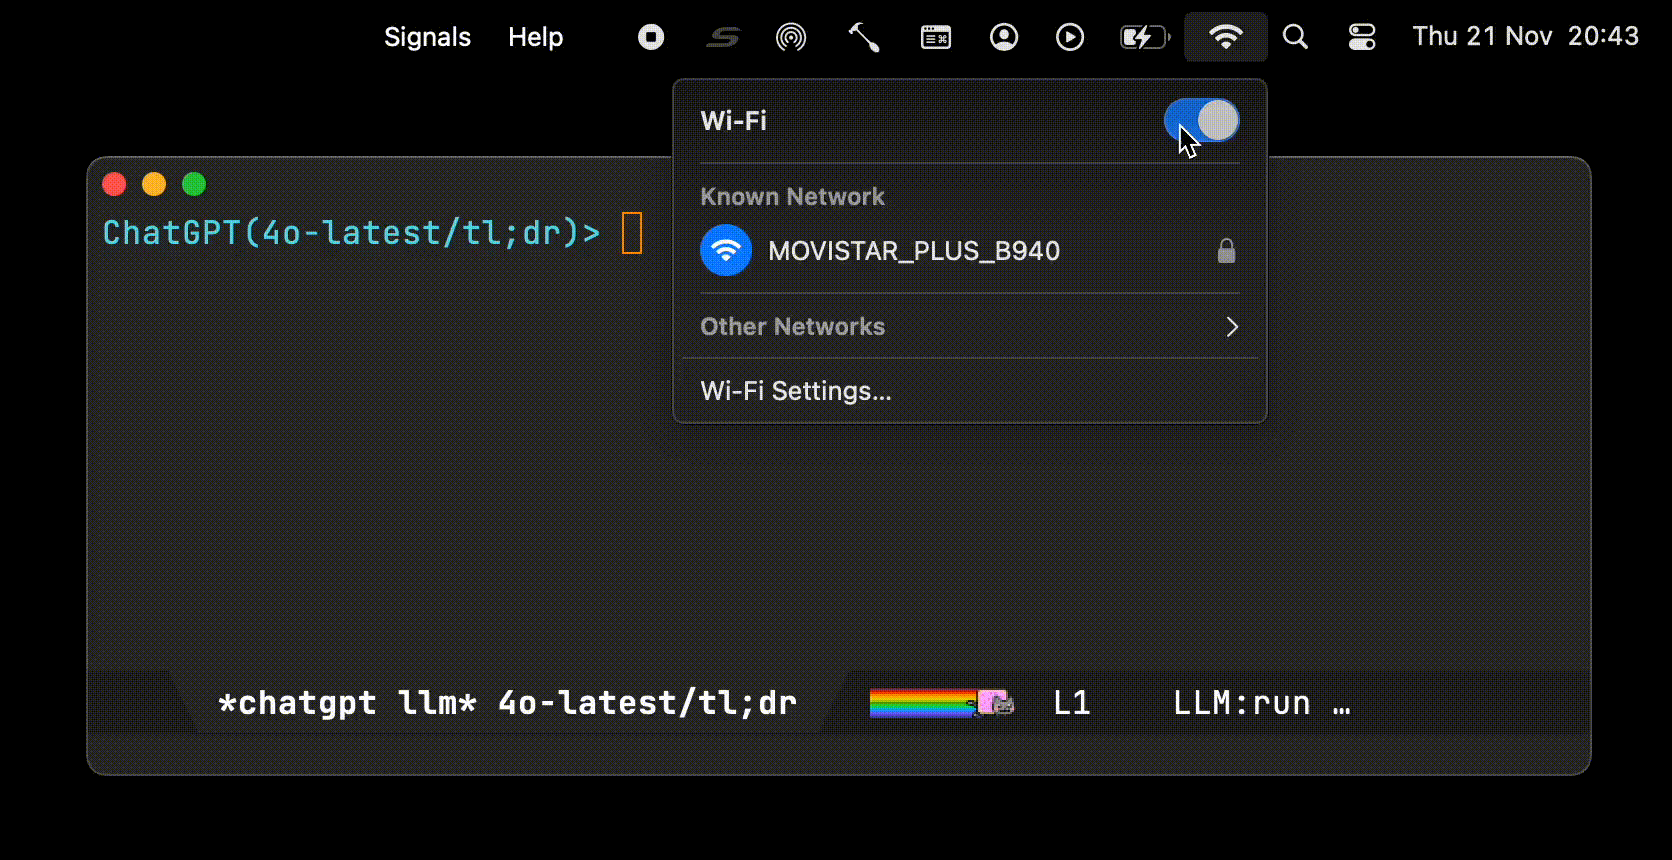 Signals Help Thu 21 Nov 20:43
Wi-Fi
Known Network
ChatGPT(4o-latest/tl;dr)>
MOVISTAR_PLUS_B940
Other Networks
Wi-Fi Settings...
*chatgpt llm* 4o-latest/tl;dr L1 LLM:run …